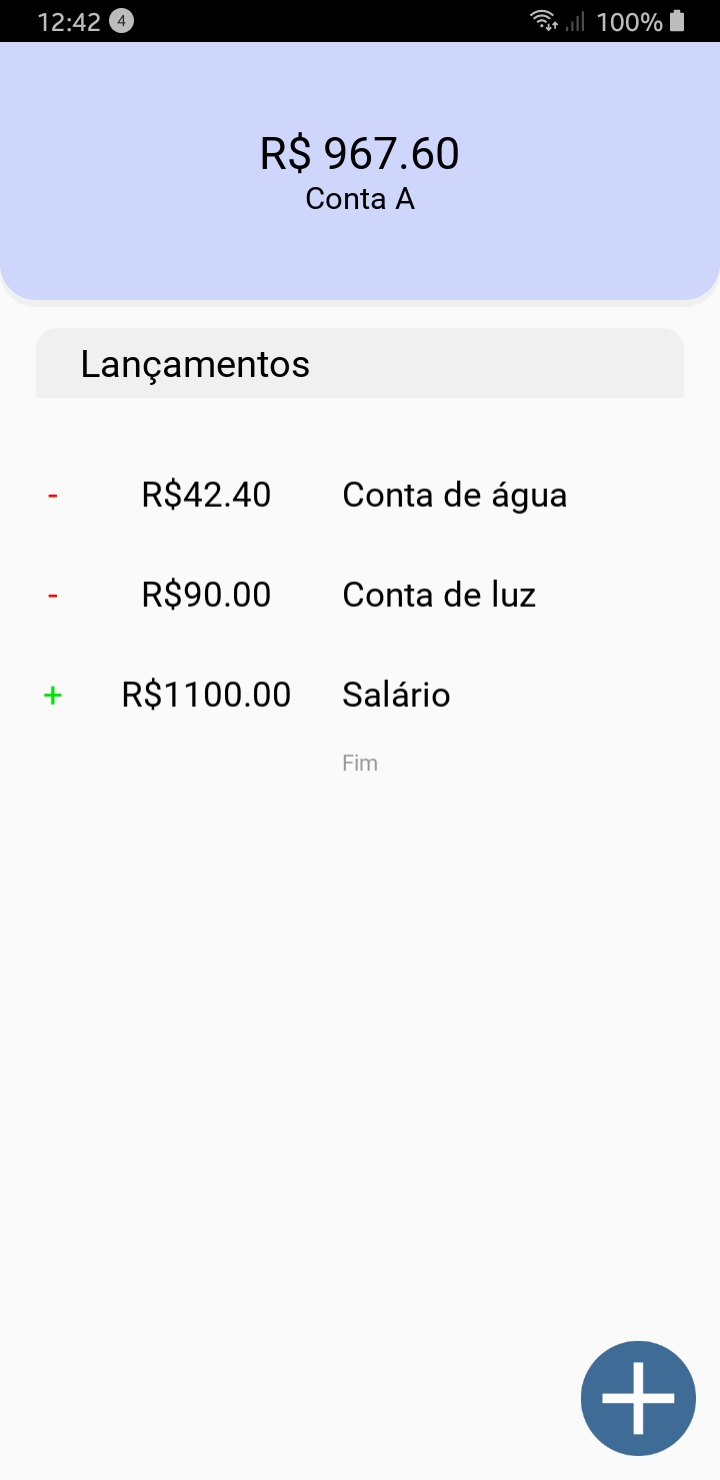 12:42 4 100%
R$ 967.60
Conta A
Lançamentos
- R$42.40 Conta de água
- R$90.00 Conta de luz
+ R$1100.00 Salário
Fim